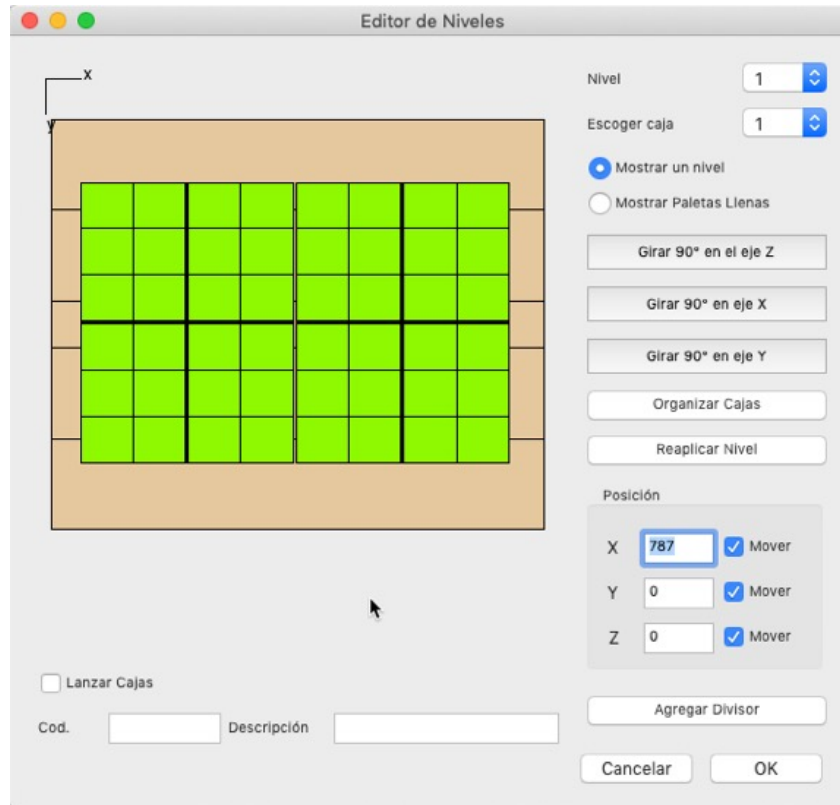 Editor de Niveles
x
y
Nivel
1
Escoger caja
1
Mostrar un nivel
Mostrar Paletas Llenas
Girar 90° en el eje Z
Girar 90° en eje X
Girar 90° en eje Y
Organizar Cajas
Reaplicar Nivel
Posición
X 787 Mover
Y 0 Mover
Z 0 Mover
Lanzar Cajas
Cod.
Descripción
Agregar Divisor
Cancelar
OK